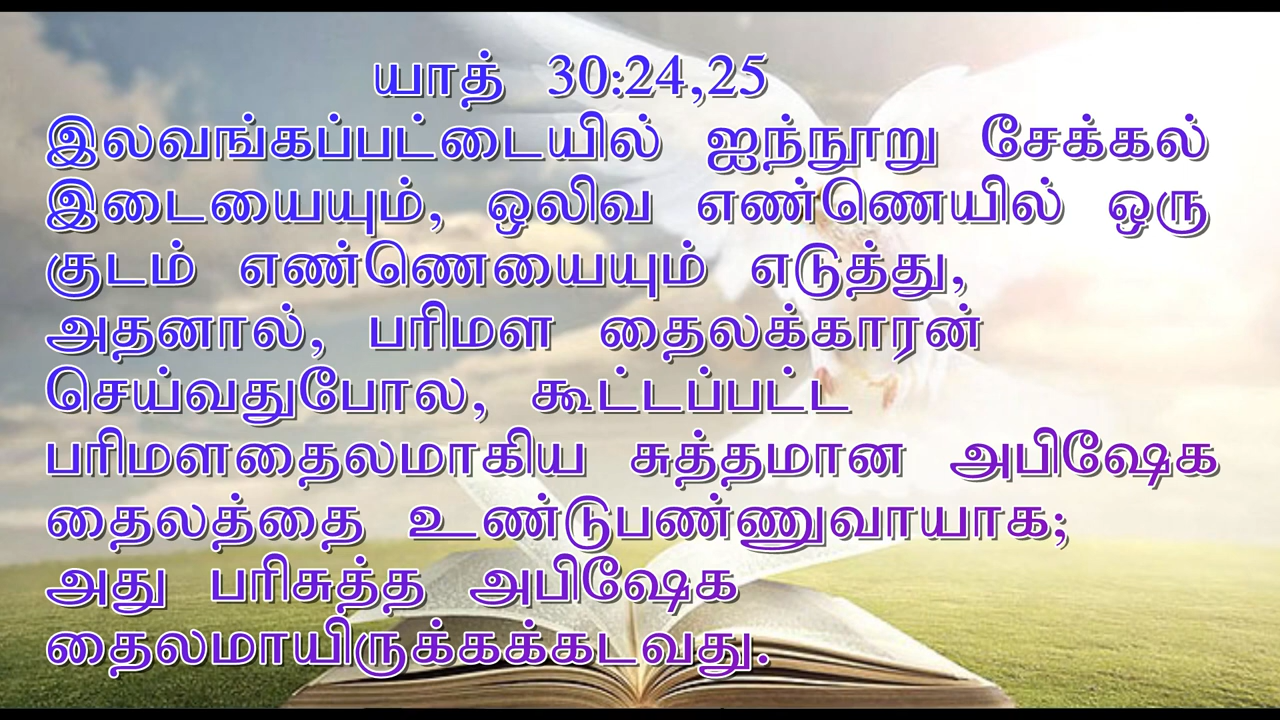 யாத் 30:24,25
இலவங்கப்பட்டையில் ஐந்நூறு சேக்கல்
இடையையும், ஒலிவ எண்ணெயில் ஒரு
குடம் எண்ணெயையும் எடுத்து,
அதனால், பரிமள தைலக்காரன்
செய்வதுபோல, கூட்டப்பட்ட
பரிமளதைலமாகிய சுத்தமான அபிஷேக
தைலத்தை உண்டுபண்ணுவாயாக;
அது பரிசுத்த அபிஷேக
தைலமாயிருக்கக்கடவது.